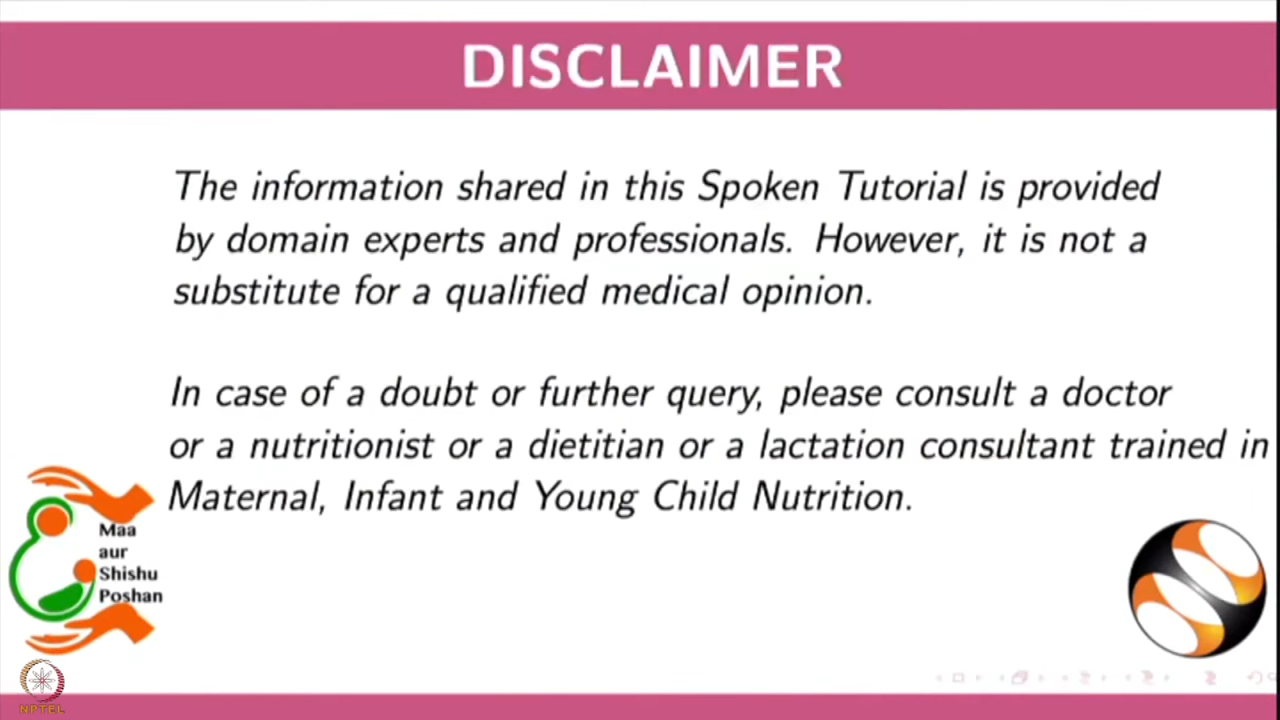 DISCLAIMER
The information shared in this Spoken Tutorial is provided
by domain experts and professionals. However, it is not a
substitute for a qualified medical opinion.
In case of a doubt or further query, please consult a doctor
or a nutritionist or a dietitian or a lactation consultant trained in
Maternal, Infant and Young Child Nutrition.
Maa
aur
Shishu
Poshan
NPTEL